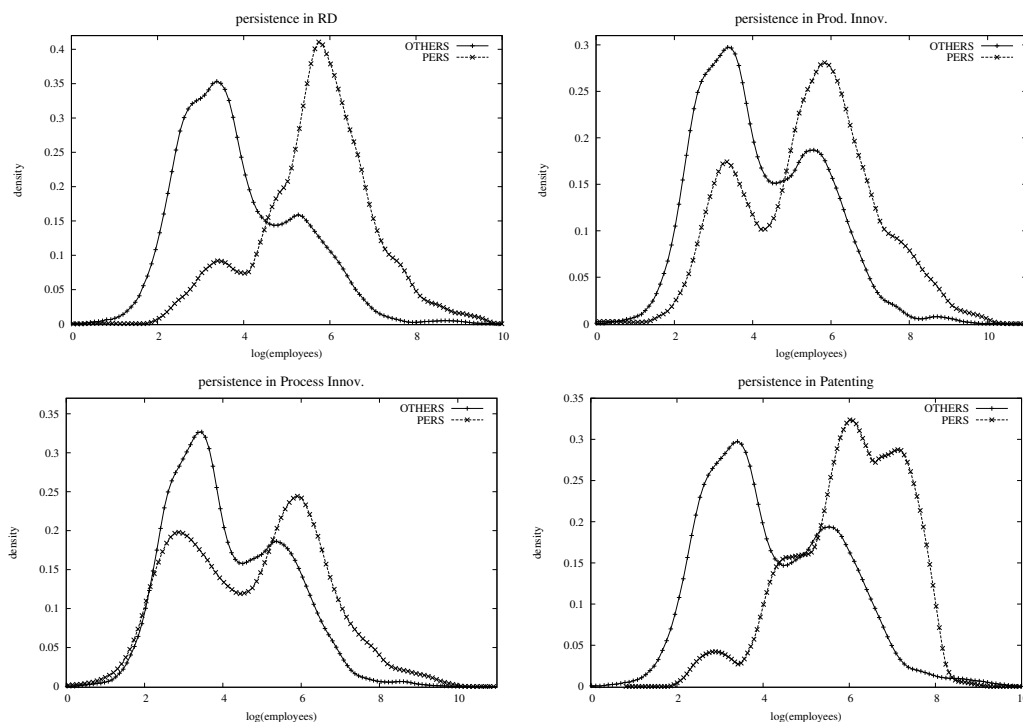 persistence in RD
OTHERS
PERS
0.4
0.35
0.3
0.25
0.2
0.15
0.1
0.05
0
density
0 2 4 6 8 10
log(employees)
persistence in Prod. Innov.
OTHERS
PERS
0.3
0.25
0.2
0.15
0.1
0.05
0
density
0 2 4 6 8 10
log(employees)
persistence in Process Innov.
OTHERS
PERS
0.35
0.3
0.25
0.2
0.15
0.1
0.05
0
density
0 2 4 6 8 10
log(employees)
persistence in Patenting
OTHERS
PERS
0.35
0.3
0.25
0.2
0.15
0.1
0.05
0
density
0 2 4 6 8 10
log(employees)